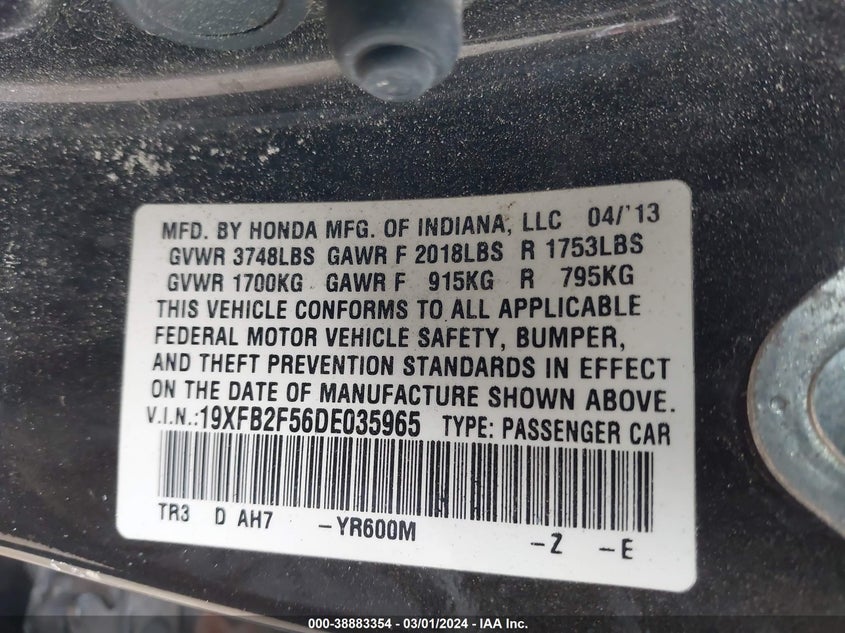 MFD. BY HONDA MFG. OF INDIANA, LLC 04/'13
GVWR 3748LBS GAWR F 2018LBS R 1753LBS
GVWR 1700KG GAWR F 915KG R 795KG
THIS VEHICLE CONFORMS TO ALL APPLICABLE
FEDERAL MOTOR VEHICLE SAFETY, BUMPER,
AND THEFT PREVENTION STANDARDS IN EFFECT
ON THE DATE OF MANUFACTURE SHOWN ABOVE.
V.I.N.:19XFB2F56DE035965 TYPE: PASSENGER CAR
TR3 D AH7 -YR600M -Z -E
000-38883354 - 03/01/2024 - IAA Inc.